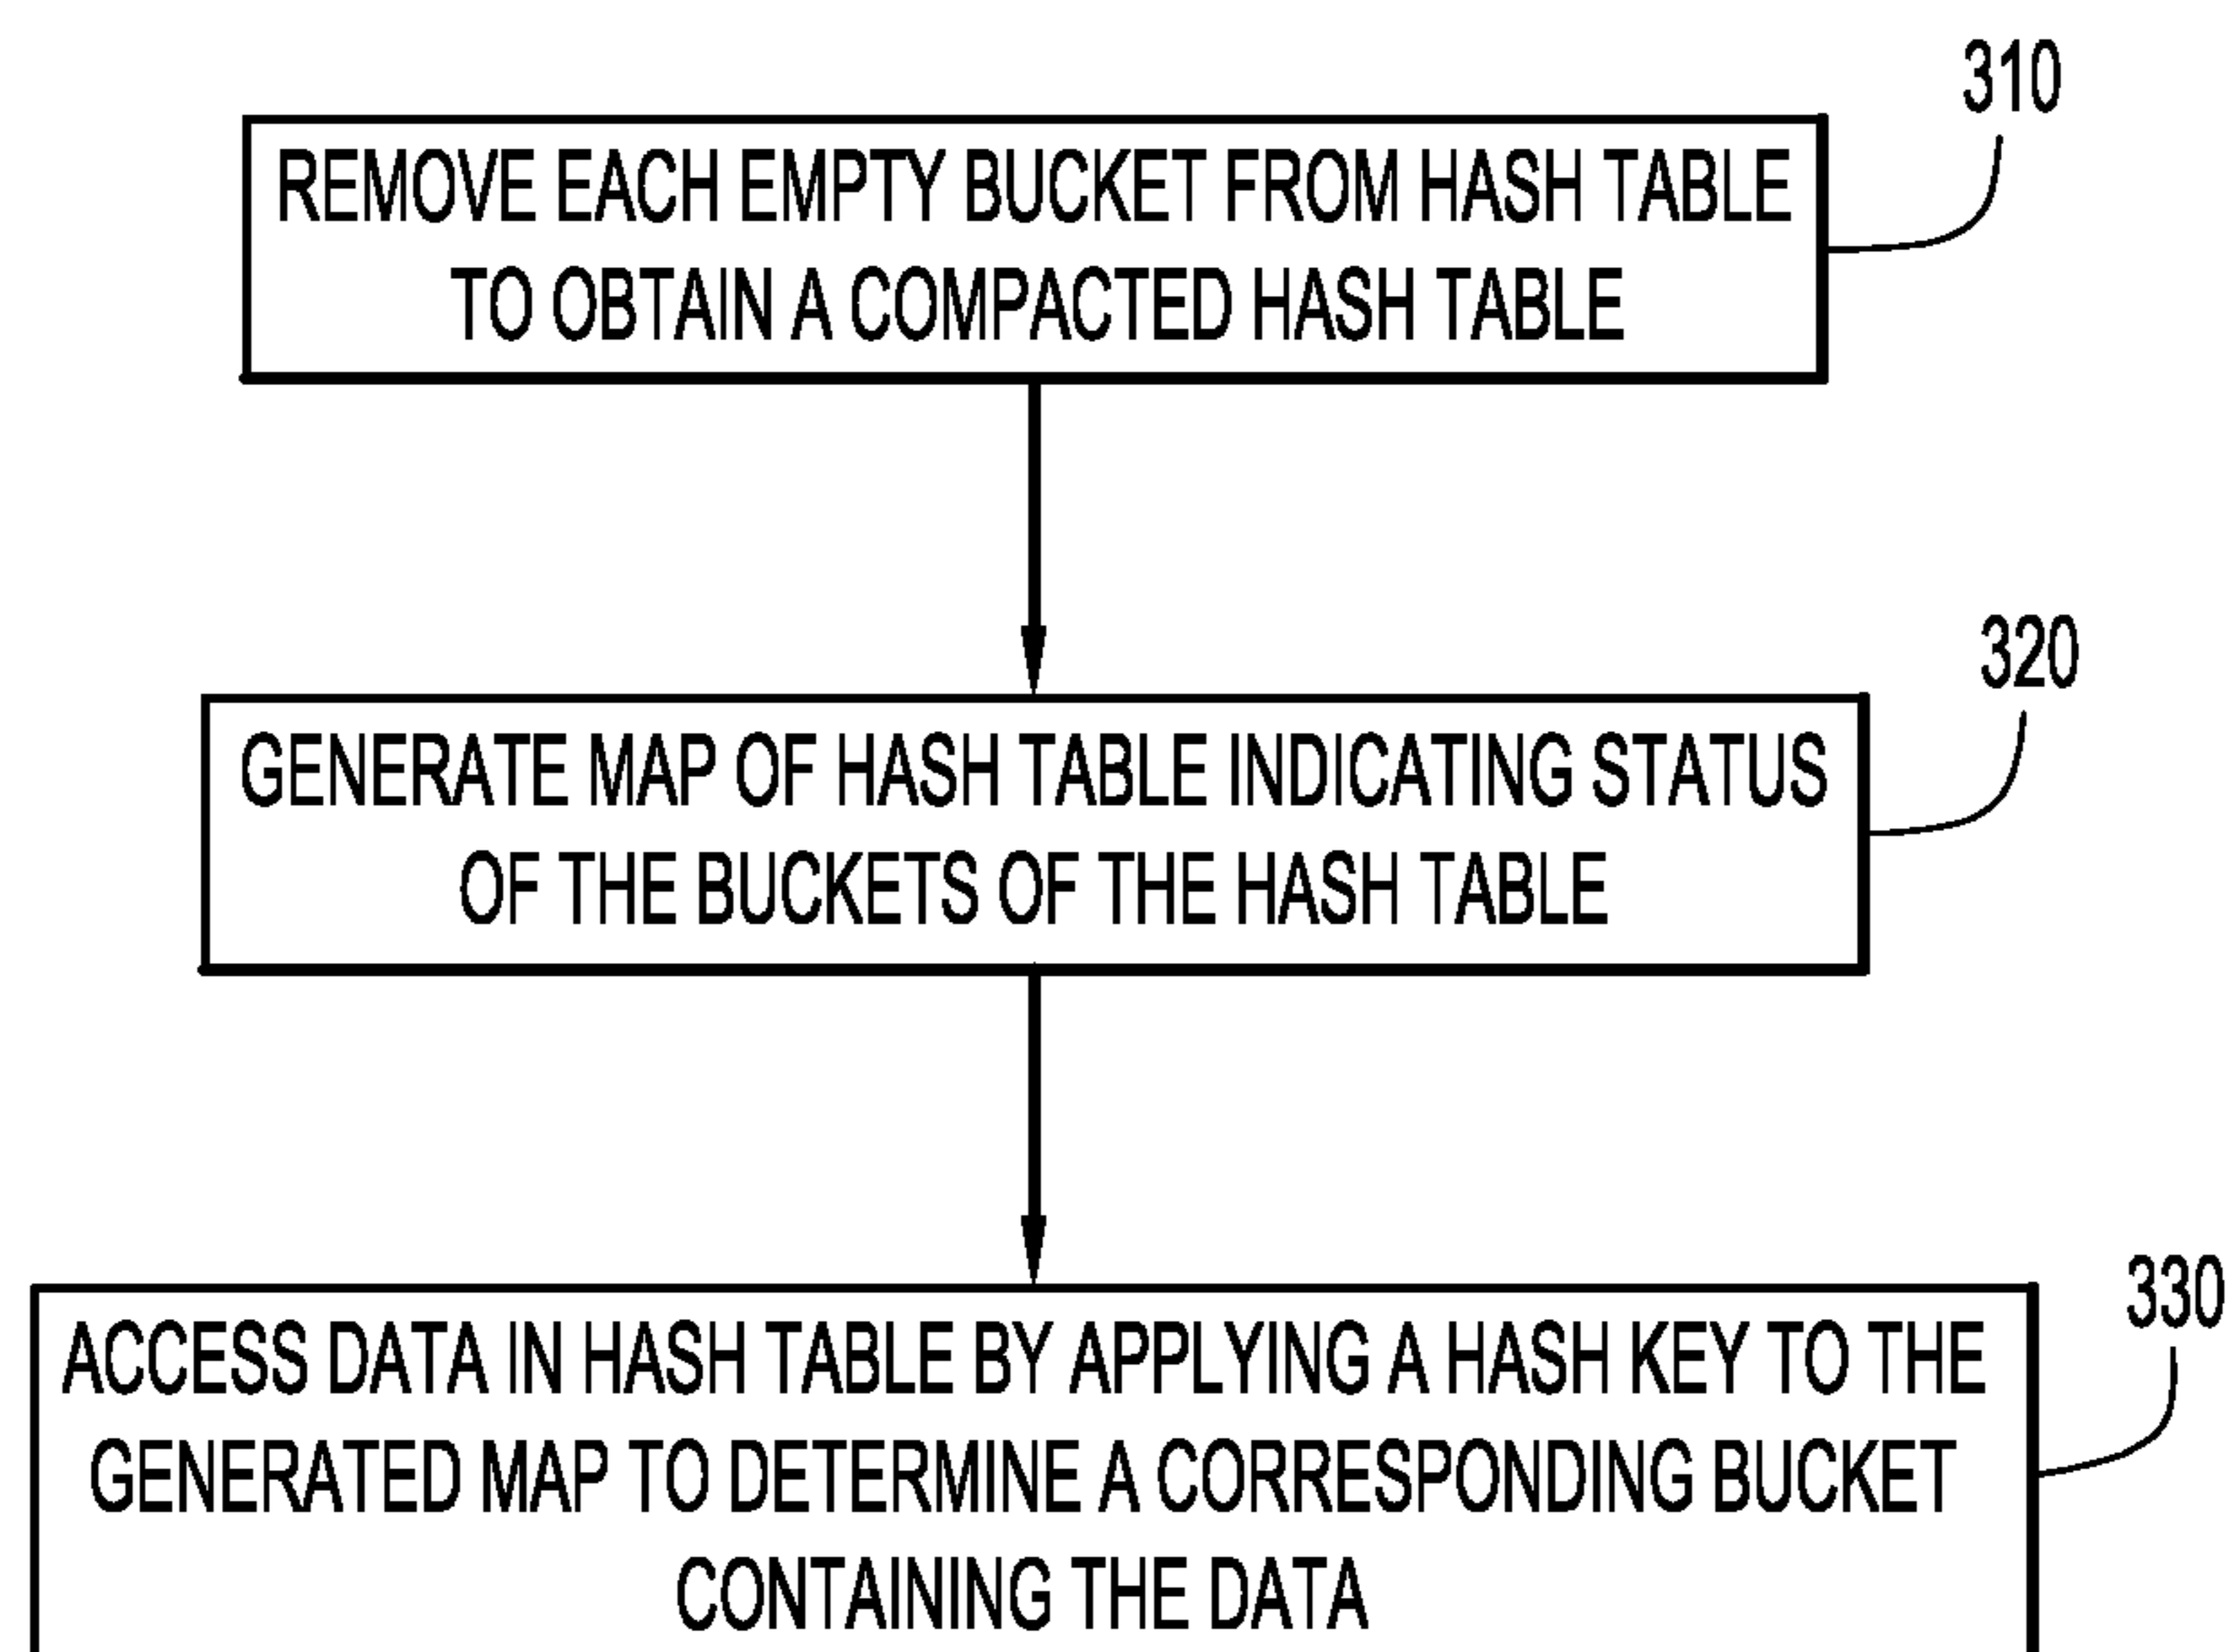 310
REMOVE EACH EMPTY BUCKET FROM HASH TABLE
TO OBTAIN A COMPACTED HASH TABLE
320
GENERATE MAP OF HASH TABLE INDICATING STATUS
OF THE BUCKETS OF THE HASH TABLE
330
ACCESS DATA IN HASH TABLE BY APPLYING A HASH KEY TO THE
GENERATED MAP TO DETERMINE A CORRESPONDING BUCKET
CONTAINING THE DATA